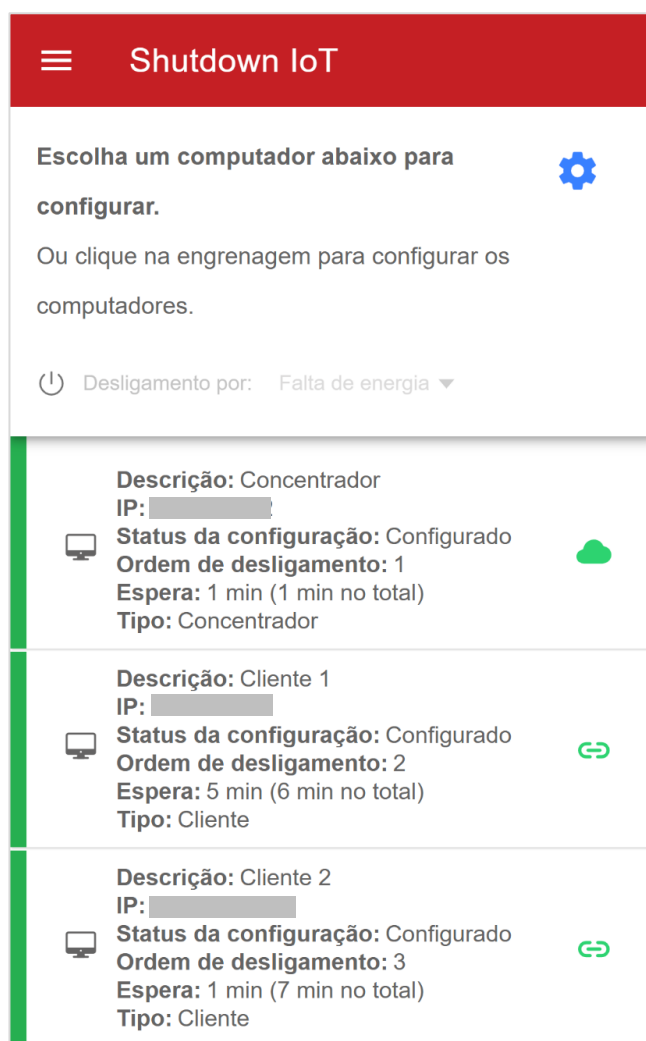 Shutdown IoT
Escolha um computador abaixo para
configurar.
Ou clique na engrenagem para configurar os
computadores.
Desligamento por: Falta de energia
Descrição: Concentrador
IP:
Status da configuração: Configurado
Ordem de desligamento: 1
Espera: 1 min (1 min no total)
Tipo: Concentrador
Descrição: Cliente 1
IP:
Status da configuração: Configurado
Ordem de desligamento: 2
Espera: 5 min (6 min no total)
Tipo: Cliente
Descrição: Cliente 2
IP:
Status da configuração: Configurado
Ordem de desligamento: 3
Espera: 1 min (7 min no total)
Tipo: Cliente